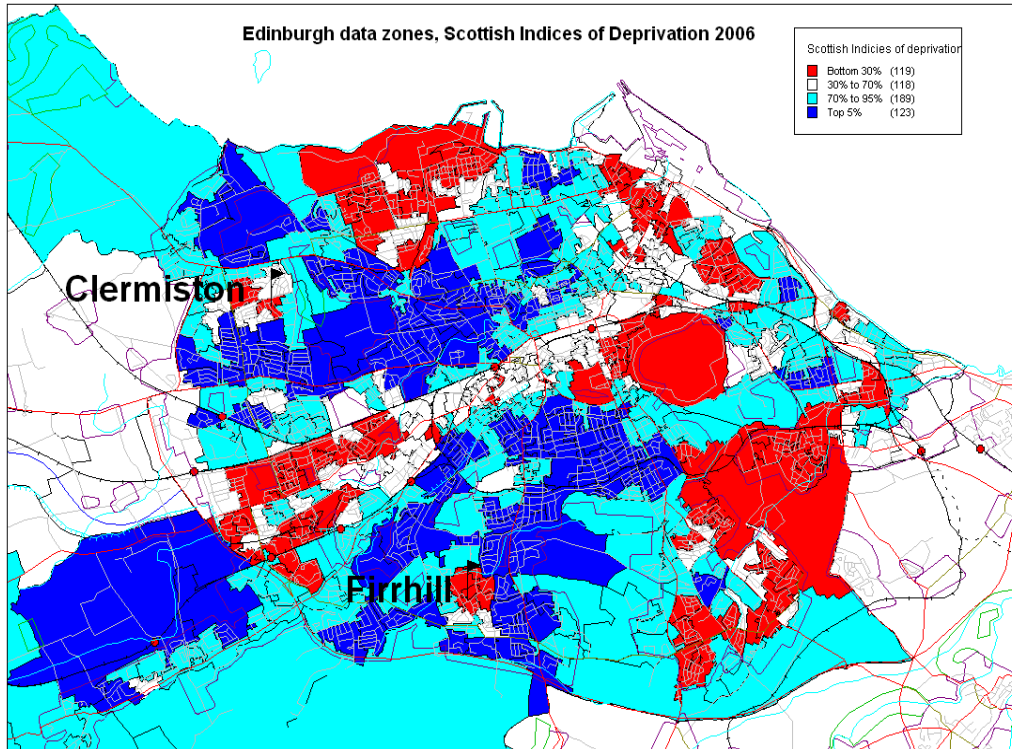 Edinburgh data zones, Scottish Indices of Deprivation 2006
Scottish Indicies of deprivation
Bottom 30% (119)
30% to 70% (118)
70% to 95% (189)
Top 5% (123)
Clermiston
Firrhill